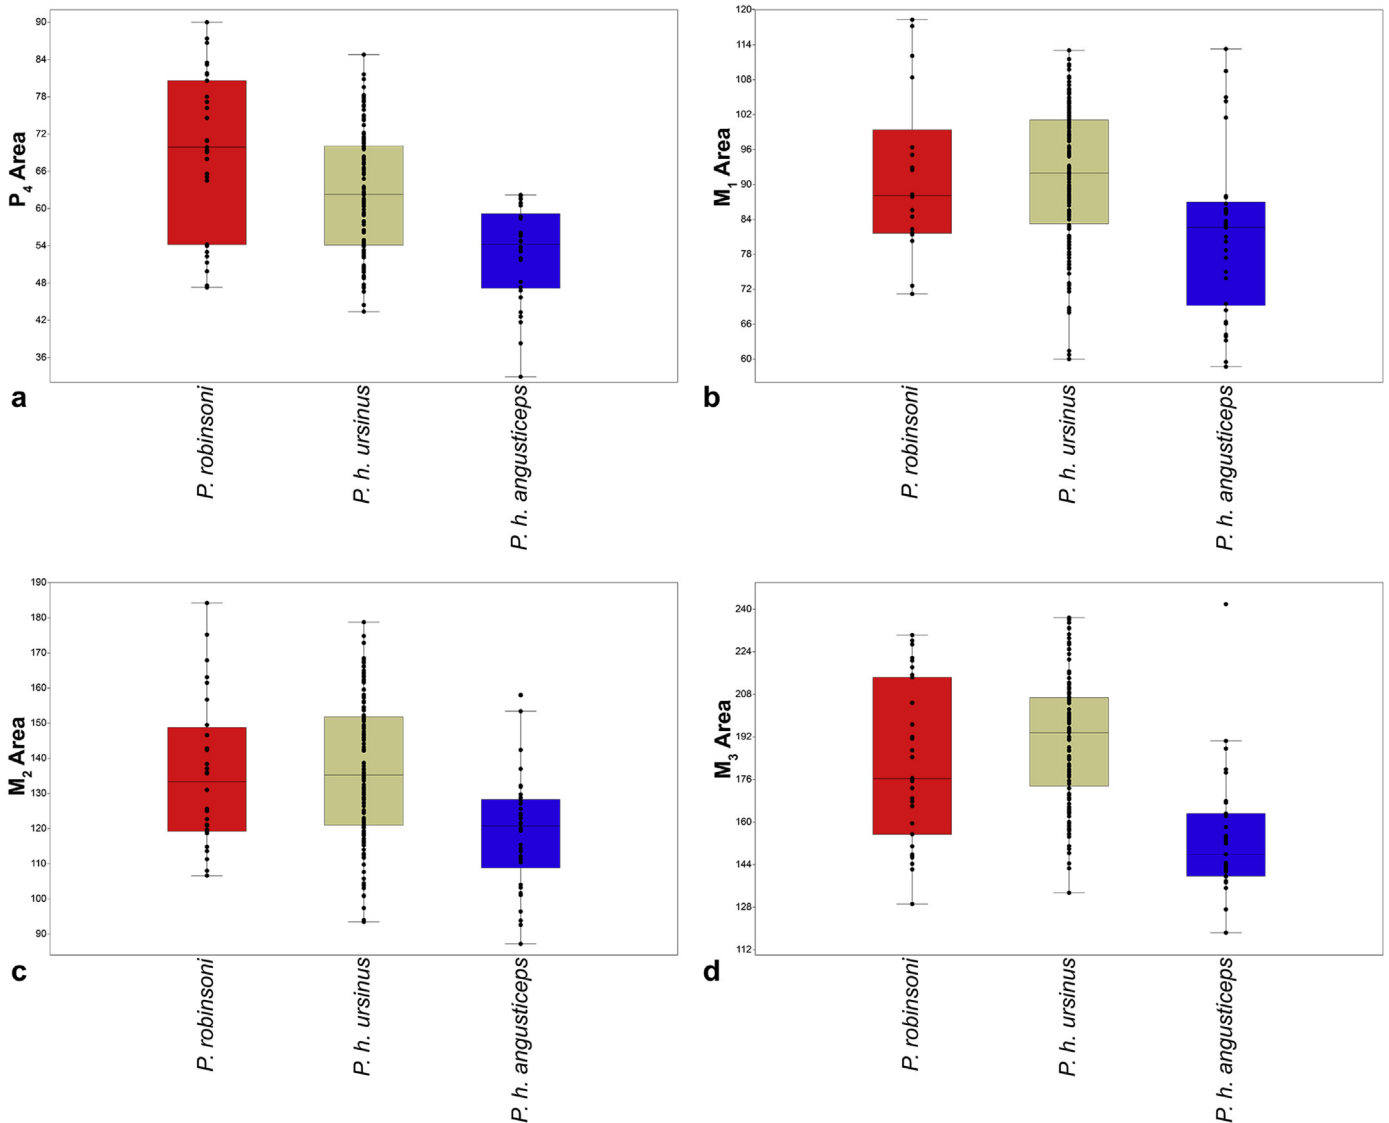 P4 Area
90
84
78
72
66
60
54
48
42
36
a
P. robinsoni
P. h. ursinus
P. h. angusticeps
M1 Area
120
114
108
102
96
90
84
78
72
66
60
b
P. robinsoni
P. h. ursinus
P. h. angusticeps
M2 Area
190
180
170
160
150
140
130
120
110
100
90
c
P. robinsoni
P. h. ursinus
P. h. angusticeps
M3 Area
240
224
208
192
176
160
144
128
112
d
P. robinsoni
P. h. ursinus
P. h. angusticeps